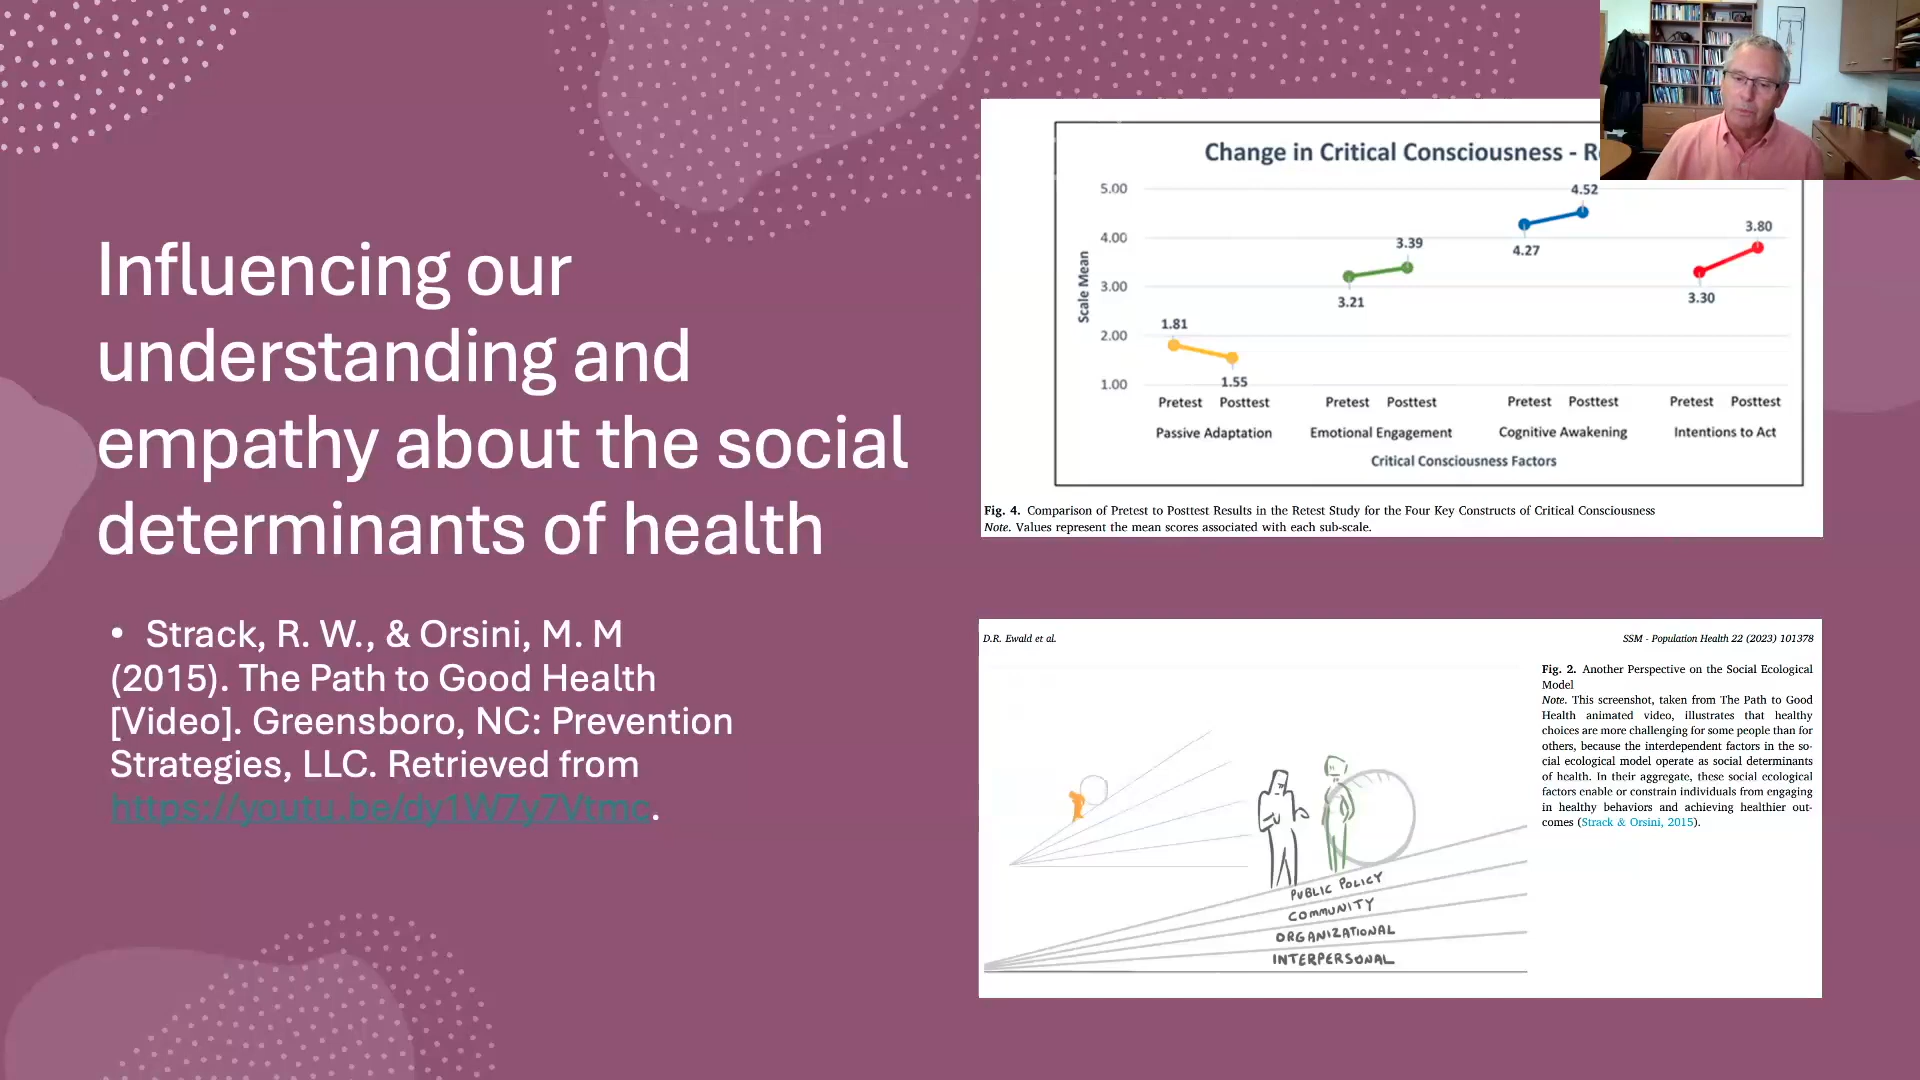 Influencing our
understanding and
empathy about the social
determinants of health
• Strack, R. W., & Orsini, M. M
(2015). The Path to Good Health
[Video]. Greensboro, NC: Prevention
Strategies, LLC. Retrieved from
https://youtu.be/dy1W7y7Vtmc.
Change in Critical Consciousness - R
5.00
4.00
3.00
2.00
1.00
Scale Mean
1.81
1.55
3.21
3.39
4.27
4.52
3.30
3.80
Pretest Posttest Pretest Posttest Pretest Posttest Pretest Posttest
Passive Adaptation Emotional Engagement Cognitive Awakening Intentions to Act
Critical Consciousness Factors
Fig. 4. Comparison of Pretest to Posttest Results in the Retest Study for the Four Key Constructs of Critical Consciousness
Note. Values represent the mean scores associated with each sub-scale.
D.R. Ewald et al.
SSM - Population Health 22 (2023) 101378
PUBLIC POLICY
COMMUNITY
ORGANIZATIONAL
INTERPERSONAL
Fig. 2. Another Perspective on the Social Ecological
Model
Note. This screenshot, taken from The Path to Good
Health animated video, illustrates that healthy
choices are more challenging for some people than for
others, because the interdependent factors in the so-
cial ecological model operate as social determinants
of health. In their aggregate, these social ecological
factors enable or constrain individuals from engaging
in healthy behaviors and achieving healthier out-
comes (Strack & Orsini, 2015).